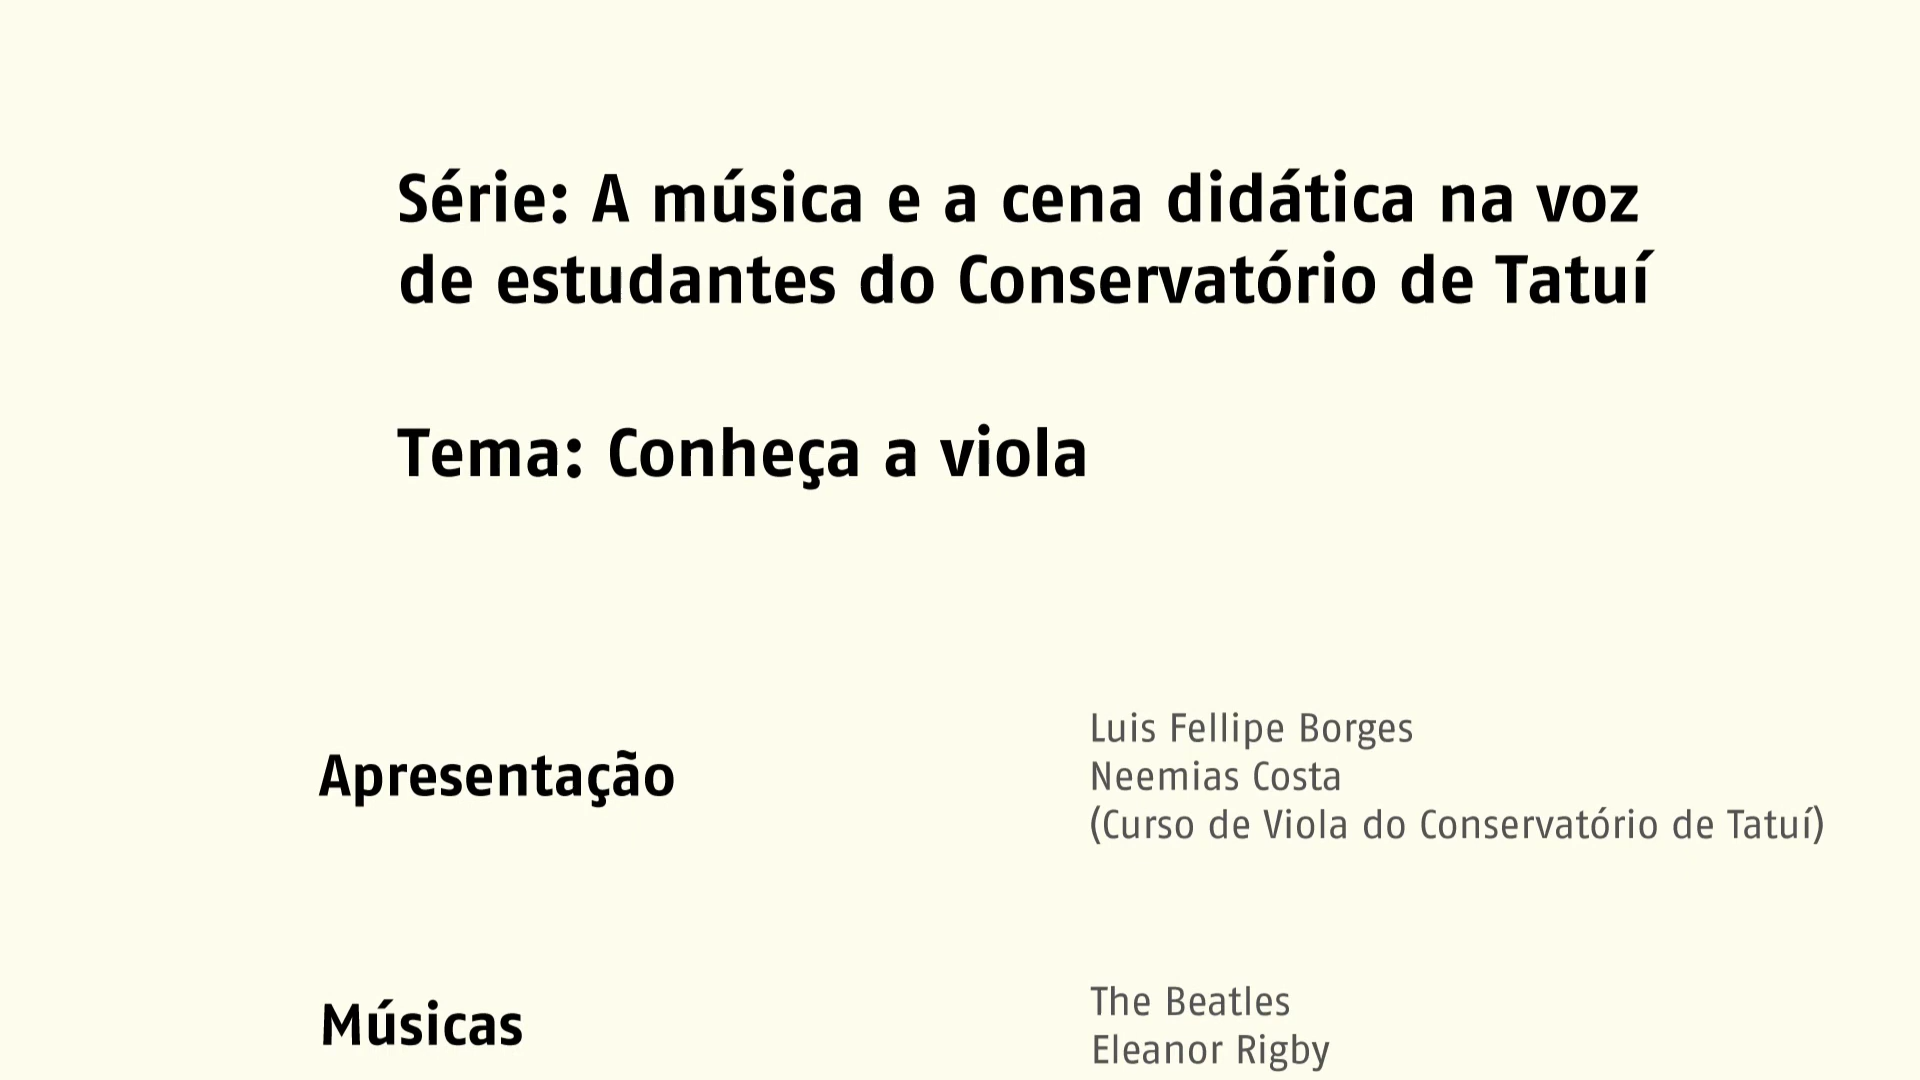 Série: A música e a cena didática na voz
de estudantes do Conservatório de Tatuí
Tema: Conheça a viola
Apresentação
Luis Fellipe Borges
Neemias Costa
(Curso de Viola do Conservatório de Tatuí)
Músicas
The Beatles
Eleanor Rigby